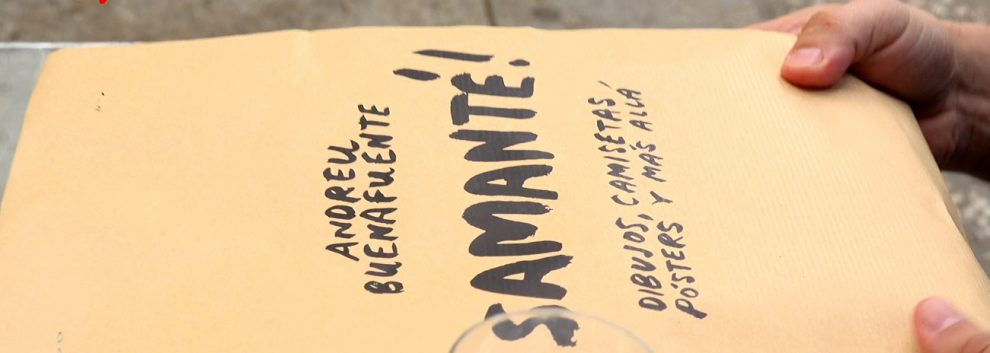 ANDREU
BUENAFUENTE
SAMANTÉ!
DIBUJOS, CAMISETAS,
PÓSTERS Y MÁS ALLÁ